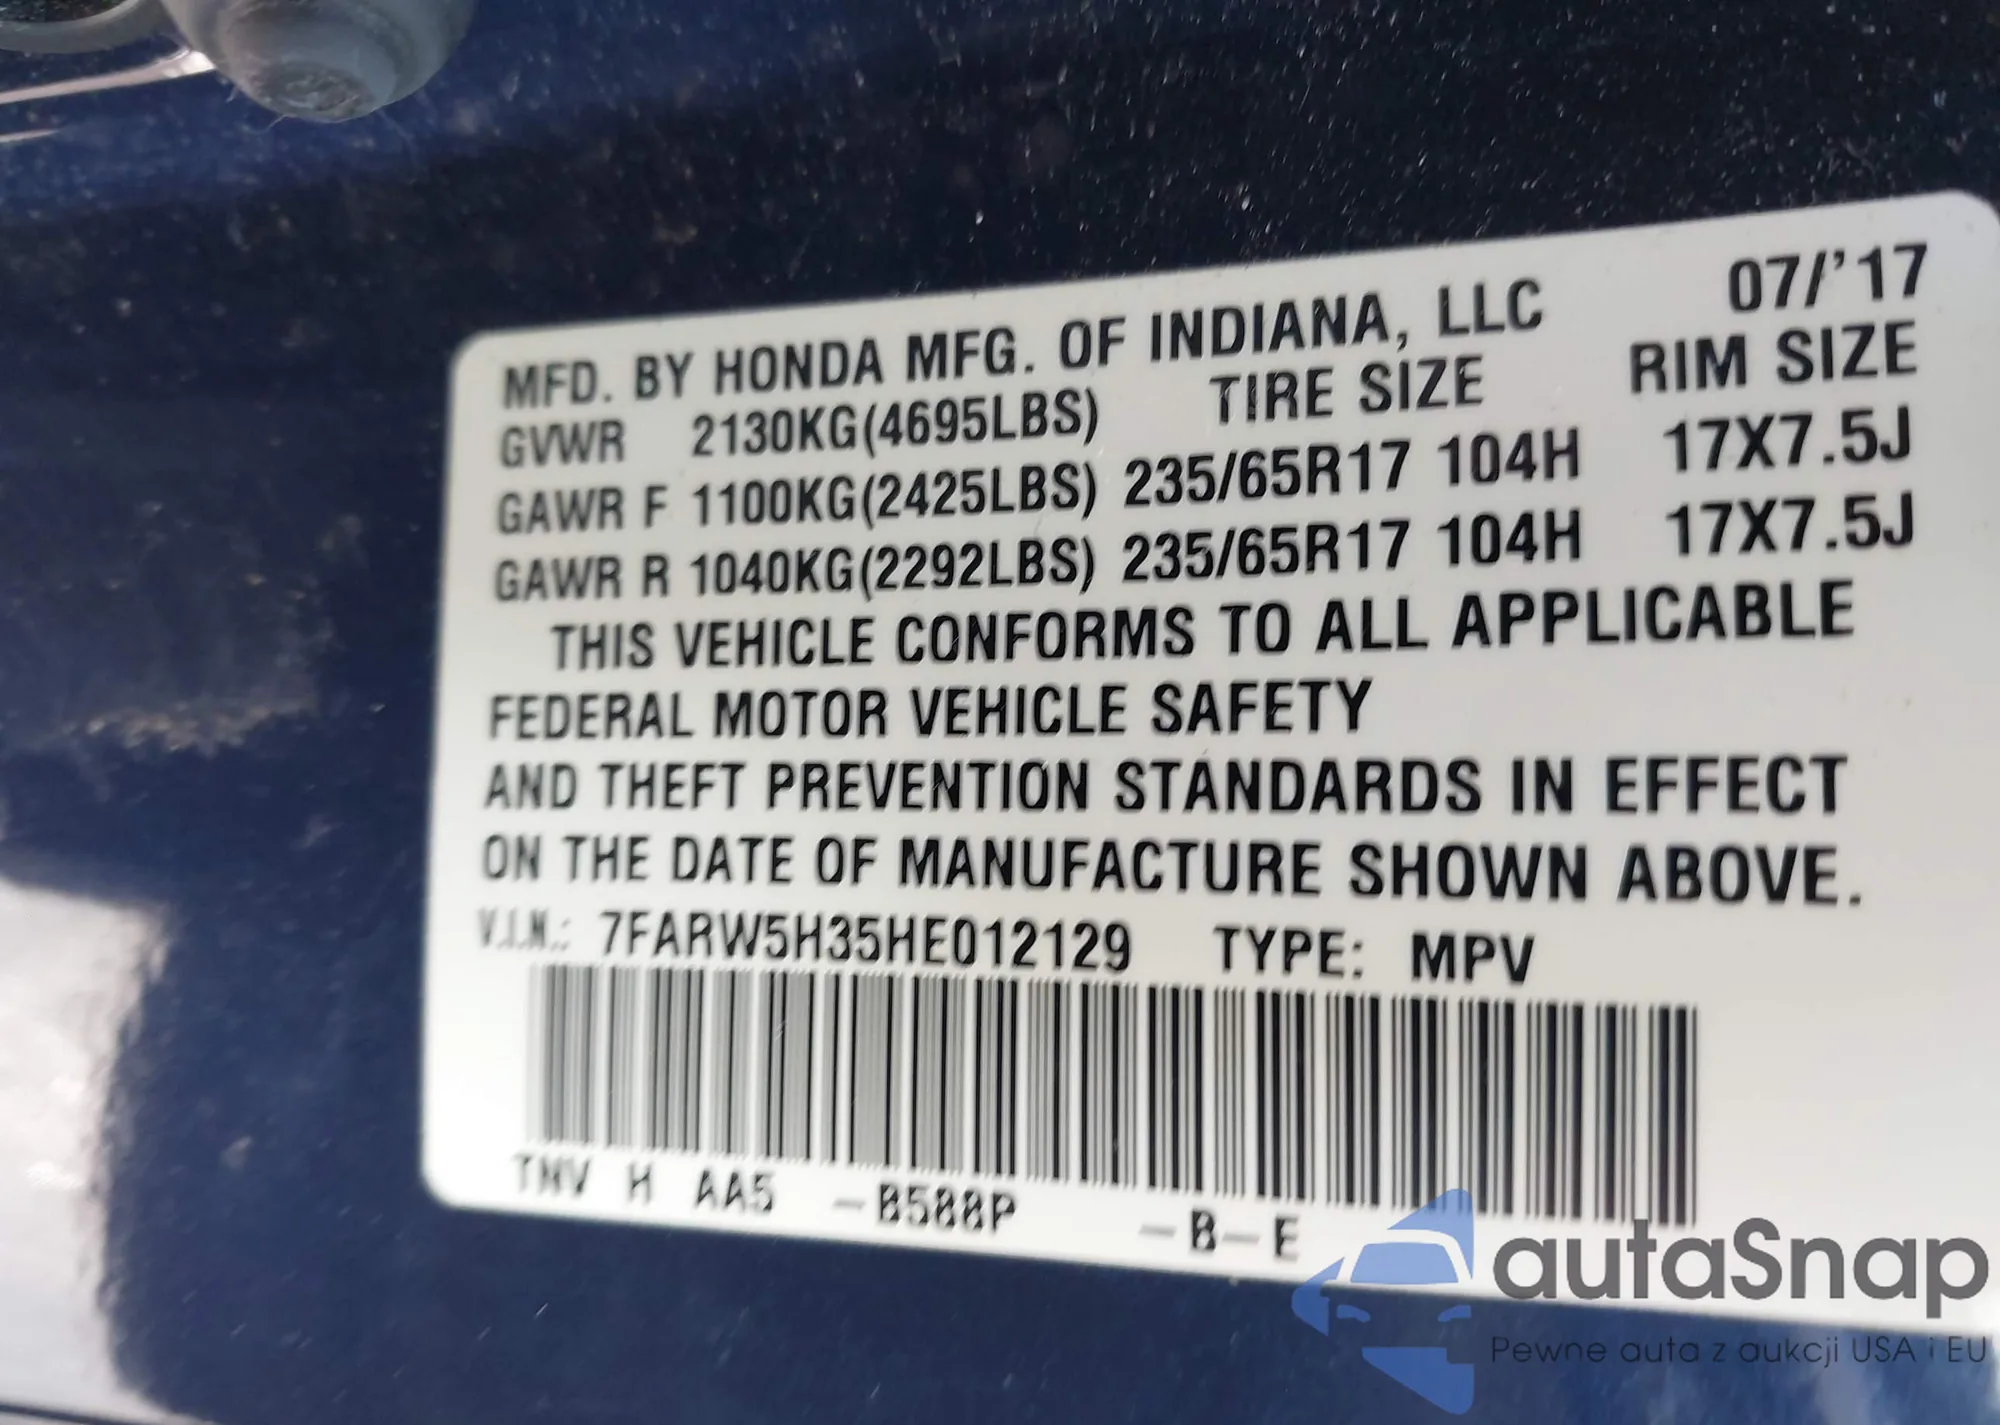 MFD. BY HONDA MFG. OF INDIANA, LLC 07/'17
GVWR 2130KG(4695LBS) TIRE SIZE RIM SIZE
GAWR F 1100KG(2425LBS) 235/65R17 104H 17X7.5J
GAWR R 1040KG(2292LBS) 235/65R17 104H 17X7.5J
THIS VEHICLE CONFORMS TO ALL APPLICABLE
FEDERAL MOTOR VEHICLE SAFETY
AND THEFT PREVENTION STANDARDS IN EFFECT
ON THE DATE OF MANUFACTURE SHOWN ABOVE.
V.I.N.: 7FARW5H35HE012129 TYPE: MPV
TNV H AA5 -B588P -B-E
autaSnap
Pewne auta z aukcji USA i EU